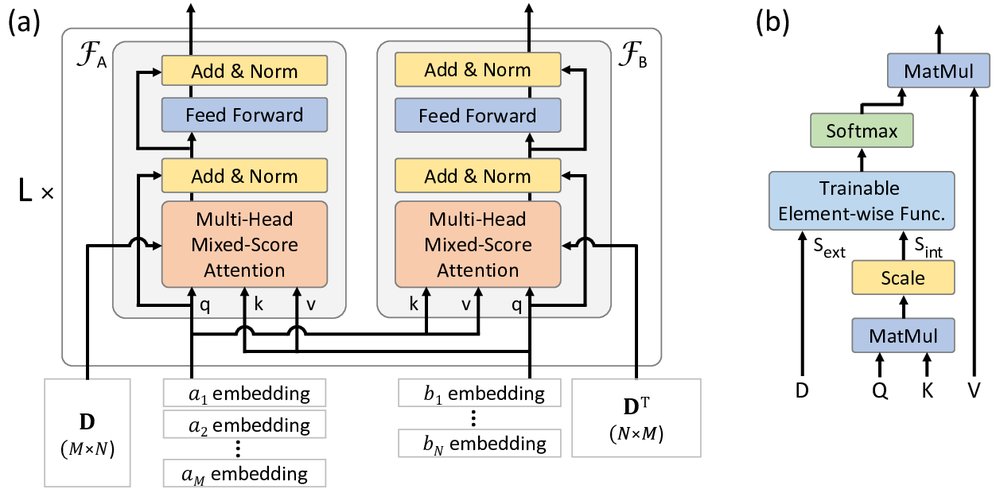 (a)
L ×
ℱA
Add & Norm
Feed Forward
Add & Norm
Multi-Head
Mixed-Score
Attention
q k v
ℱB
Add & Norm
Feed Forward
Add & Norm
Multi-Head
Mixed-Score
Attention
k v q
D
(M×N)
a1 embedding
a2 embedding
⋮
aM embedding
b1 embedding
⋮
bN embedding
DT
(N×M)
(b)
MatMul
Softmax
Trainable
Element-wise Func.
Sext Sint
Scale
MatMul
D Q K V